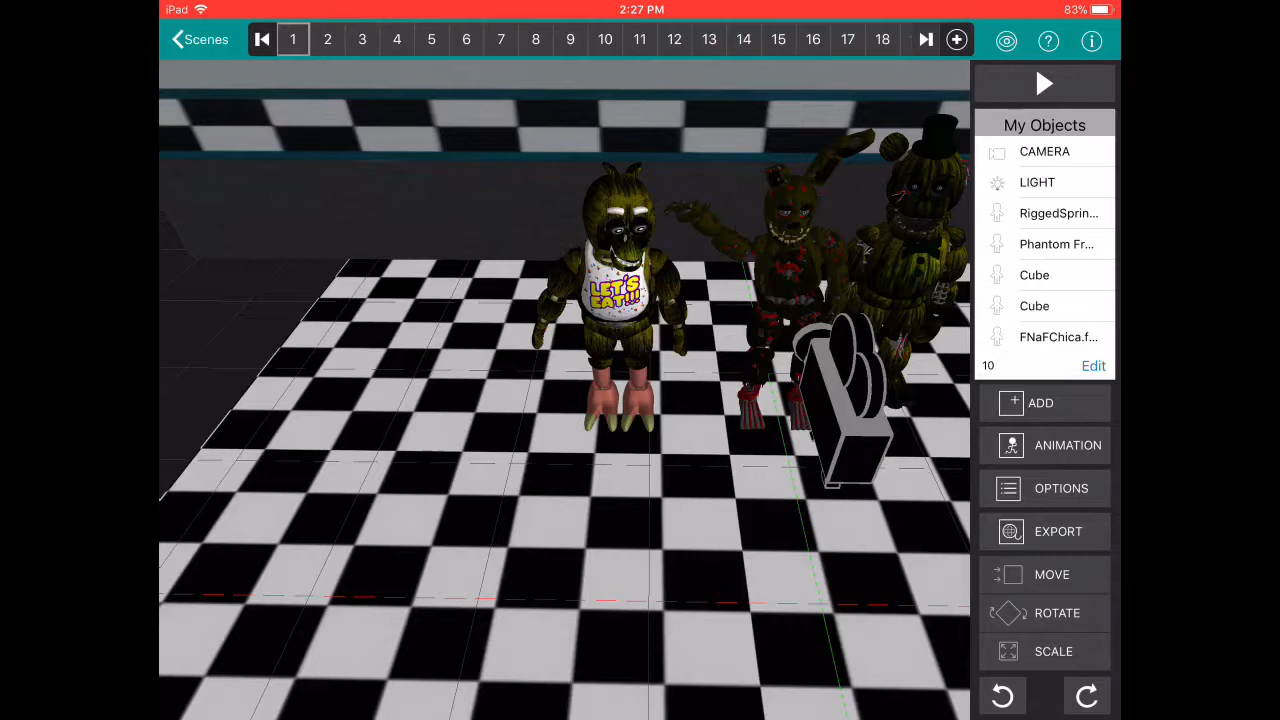 iPad 2:27 PM 83%
Scenes 1 2 3 4 5 6 7 8 9 10 11 12 13 14 15 16 17 18
My Objects
CAMERA
LIGHT
RiggedSprin...
Phantom Fr...
Cube
Cube
FNaFChica.f...
10 Edit
ADD
ANIMATION
OPTIONS
EXPORT
MOVE
ROTATE
SCALE
LET'S
EAT!!!